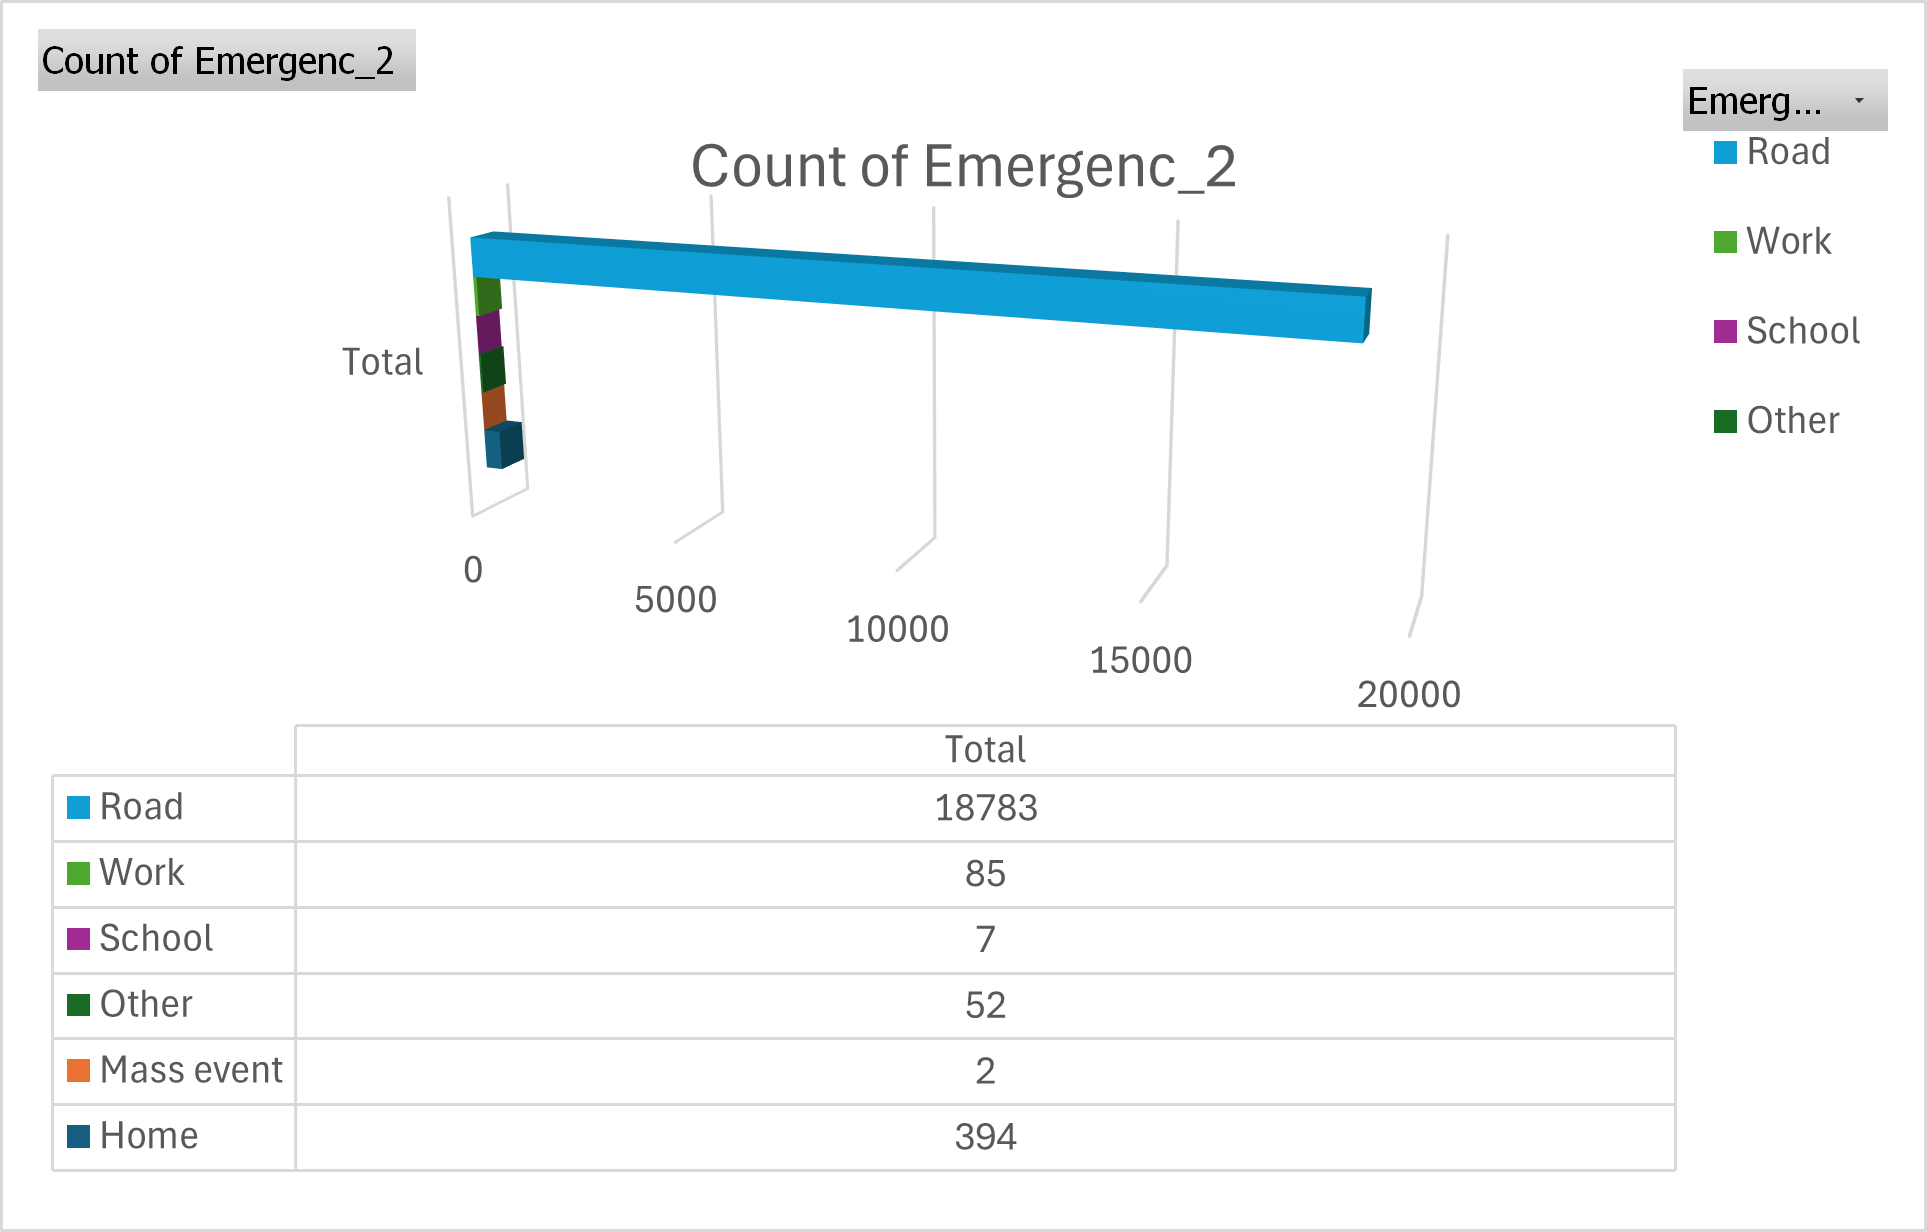 Count of Emergenc_2
Emerg...
Count of Emergenc_2
Road
Work
School
Other
Total
0
5000
10000
15000
20000
Total
Road 18783
Work 85
School 7
Other 52
Mass event 2
Home 394